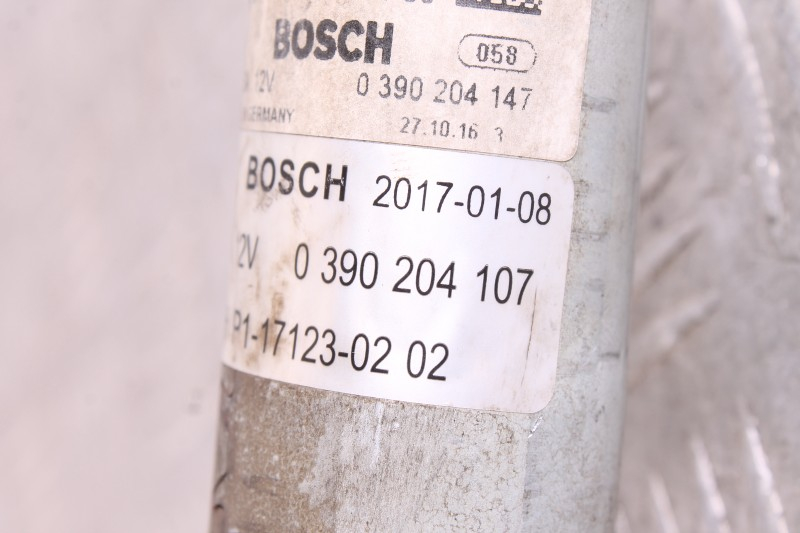 BOSCH 058
12V 0 390 204 147
GERMANY 27.10.16 3
BOSCH 2017-01-08
2V 0 390 204 107
P1-17123-02 02